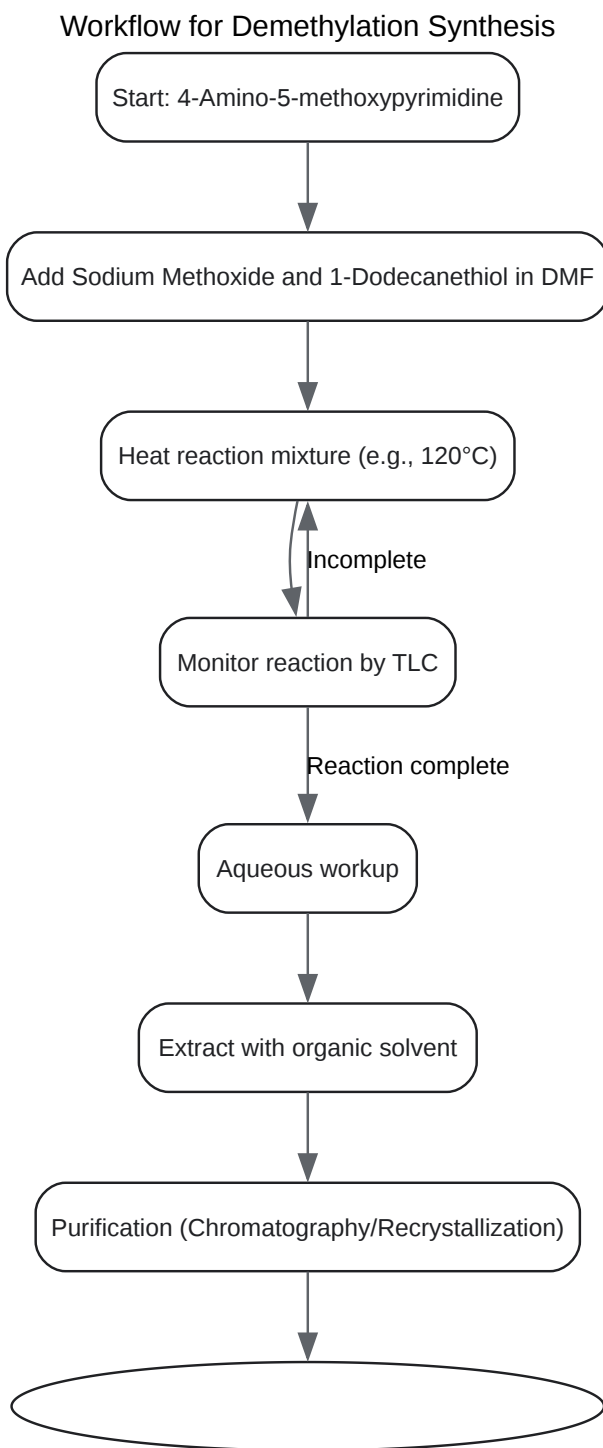 Workflow for Demethylation Synthesis
Start: 4-Amino-5-methoxypyrimidine
Add Sodium Methoxide and 1-Dodecanethiol in DMF
Heat reaction mixture (e.g., 120°C)
Incomplete
Monitor reaction by TLC
Reaction complete
Aqueous workup
Extract with organic solvent
Purification (Chromatography/Recrystallization)